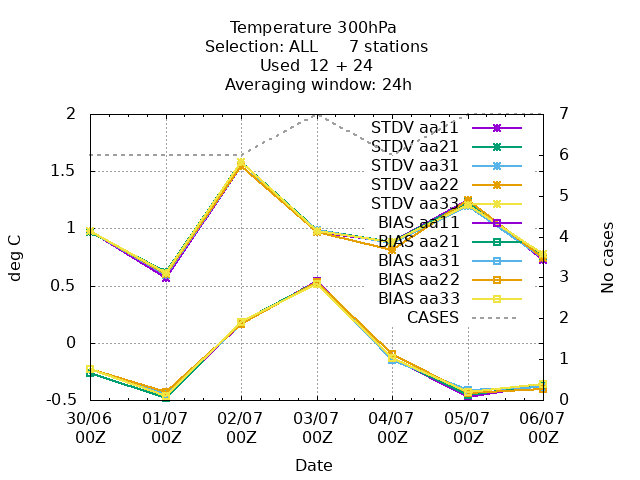 Temperature 300hPa
Selection: ALL 7 stations
Used 12 + 24
Averaging window: 24h
2
1.5
1
0.5
0
-0.5
deg C
7
6
5
4
3
2
1
0
No cases
STDV aa11
STDV aa21
STDV aa31
STDV aa22
STDV aa33
BIAS aa11
BIAS aa21
BIAS aa31
BIAS aa22
BIAS aa33
CASES
30/06 01/07 02/07 03/07 04/07 05/07 06/07
00Z 00Z 00Z 00Z 00Z 00Z 00Z
Date